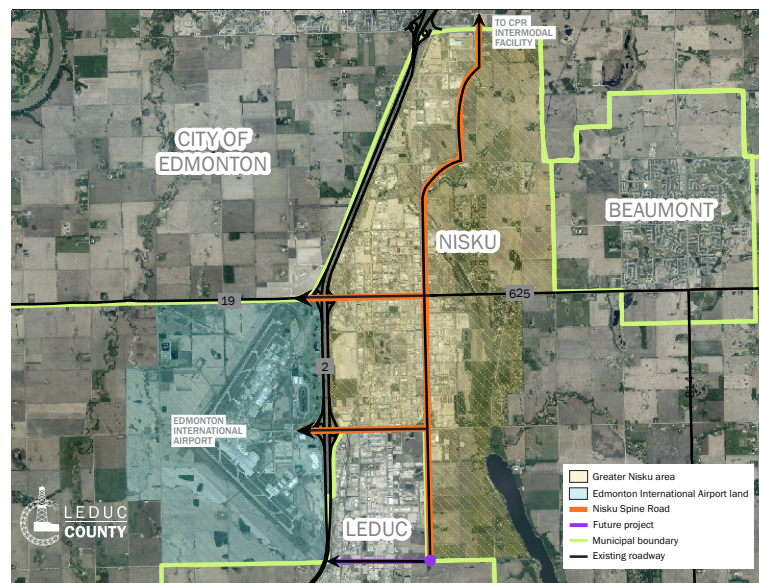 TO CPR
INTERMODAL
FACILITY
CITY OF
EDMONTON
BEAUMONT
NISKU
19
625
2
814
EDMONTON
INTERNATIONAL
AIRPORT
LEDUC
LEDUC
COUNTY
Greater Nisku area
Edmonton International Airport land
Nisku Spine Road
Future project
Municipal boundary
Existing roadway